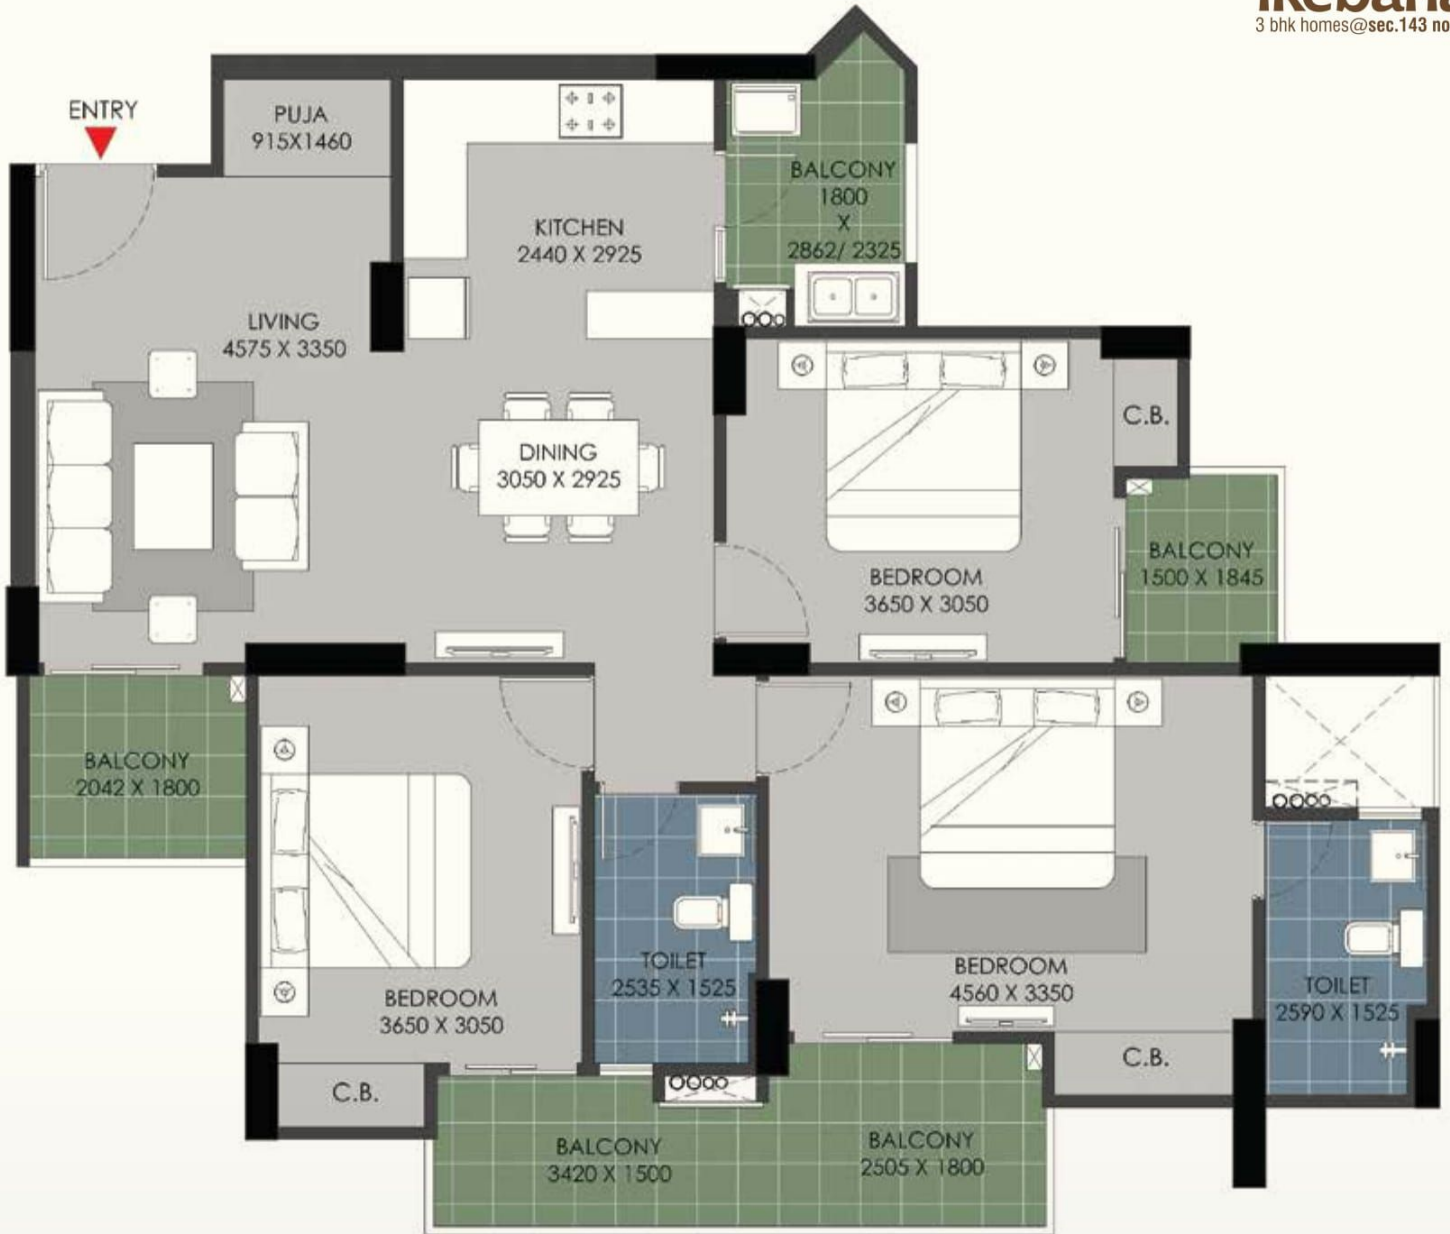 3 bhk homes@sec.143 no
ENTRY
PUJA
915X1460
KITCHEN
2440 X 2925
BALCONY
1800
X
2862/ 2325
LIVING
4575 X 3350
DINING
3050 X 2925
C.B.
BEDROOM
3650 X 3050
BALCONY
1500 X 1845
BALCONY
2042 X 1800
BEDROOM
3650 X 3050
TOILET
2535 X 1525
BEDROOM
4560 X 3350
TOILET
2590 X 1525
C.B.
C.B.
BALCONY
3420 X 1500
BALCONY
2505 X 1800